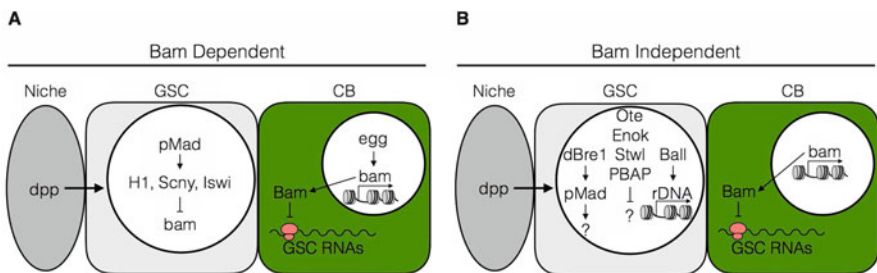 A
Bam Dependent
Niche GSC CB
dpp
pMad
H1, Scny, Iswi
bam
egg
bam
Bam
GSC RNAs
B
Bam Independent
Niche GSC CB
dpp
Ote
Enok
dBre1 Stwl Ball
PBAP
pMad rDNA
? ?
bam
Bam
GSC RNAs